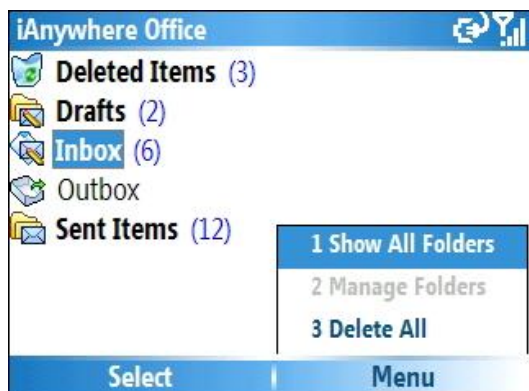 iAnywhere Office
Deleted Items (3)
Drafts (2)
Inbox (6)
Outbox
Sent Items (12)
1 Show All Folders
2 Manage Folders
3 Delete All
Select Menu